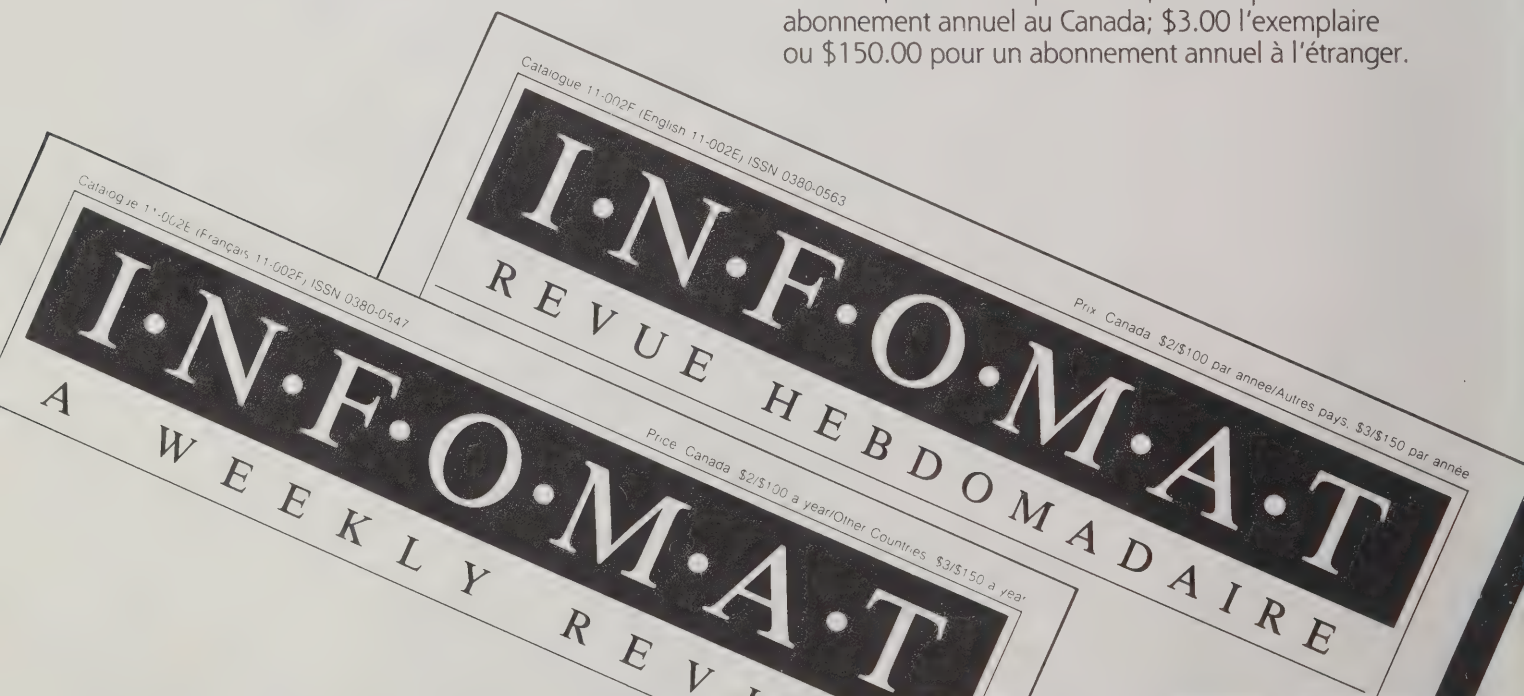 abonnement annuel au Canada; $3.00 l'exemplaire
ou $150.00 pour un abonnement annuel à l'étranger.
Catalogue 11-002F (English 11-002E) ISSN 0380-0563
Prix Canada $2/$100 par annee/Autres pays, $3/$150 par année
I•N•F•O•M•A•T
REVUE HEBDOMADAIRE
Catalogue 11-002E (Français 11-002F) ISSN 0380-0547
Price Canada $2/$100 a year/Other Countries $3/$150 a year
I•N•F•O•M•A•T
A WEEKLY